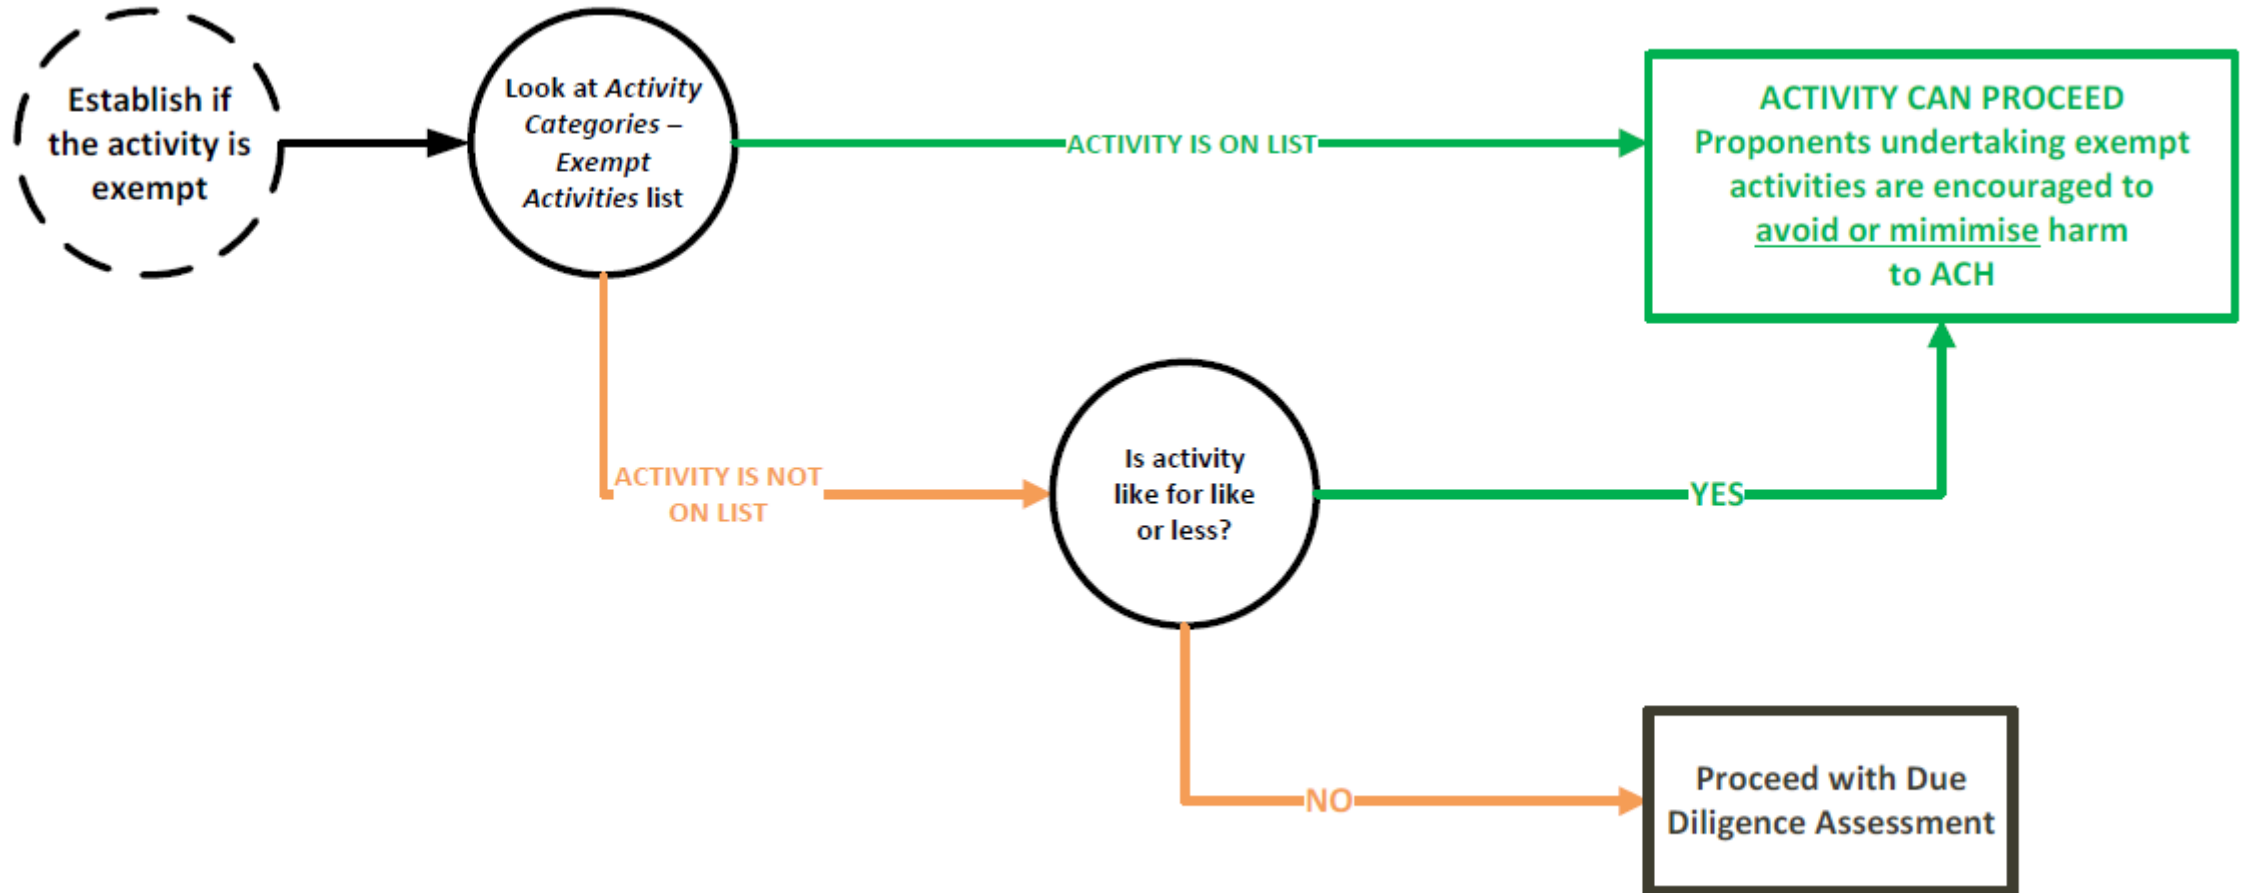 Establish if
the activity is
exempt
Look at Activity
Categories –
Exempt
Activities list
ACTIVITY IS ON LIST
ACTIVITY CAN PROCEED
Proponents undertaking exempt
activities are encouraged to
avoid or mimimise harm
to ACH
ACTIVITY IS NOT
ON LIST
Is activity
like for like
or less?
YES
NO
Proceed with Due
Diligence Assessment